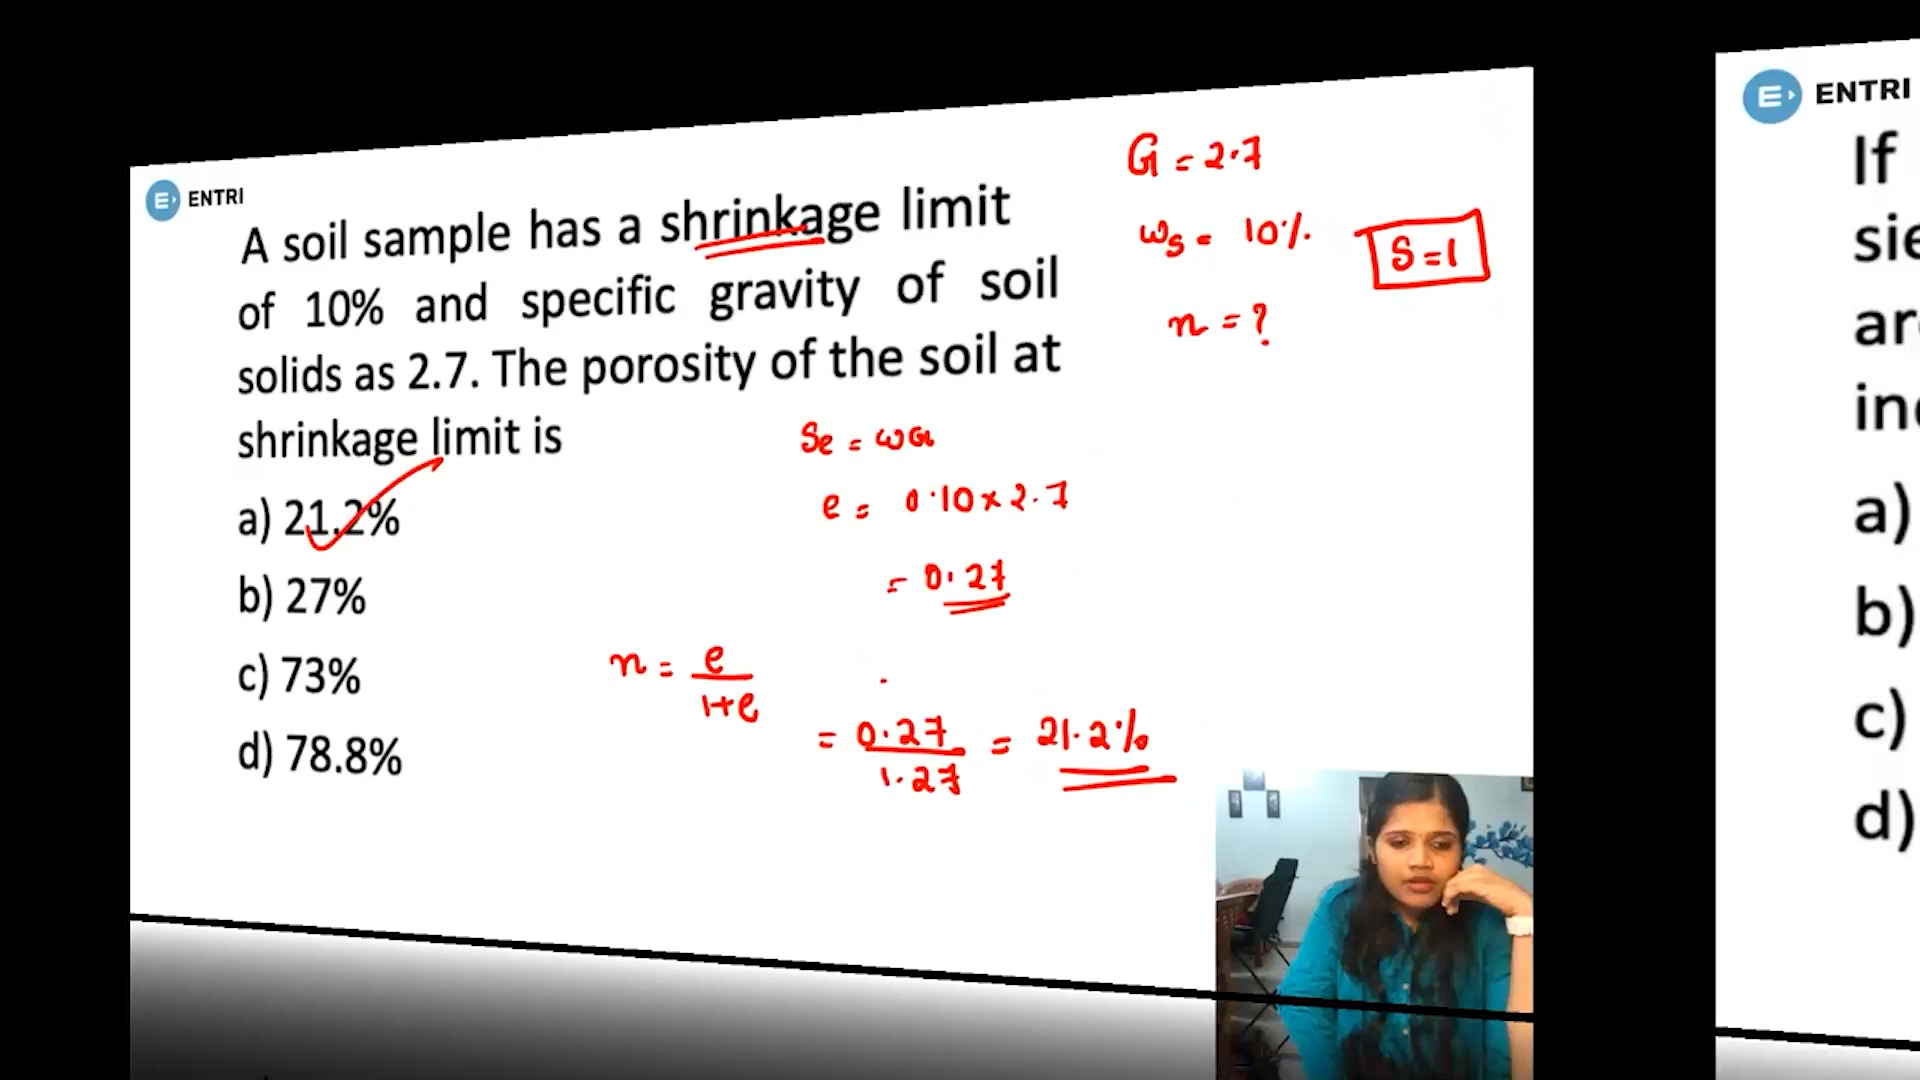 ENTRI
A soil sample has a shrinkage limit
of 10% and specific gravity of soil
solids as 2.7. The porosity of the soil at
shrinkage limit is
a) 21.2%
b) 27%
c) 73%
d) 78.8%
G = 2.7
ws = 10%
S = 1
n = ?
Se = wG
e = 0.10 x 2.7
= 0.27
n = e
1+e
= 0.27 = 21.2%
1.27
ENTRI
If
sie
are
inc
a)
b)
c)
d)